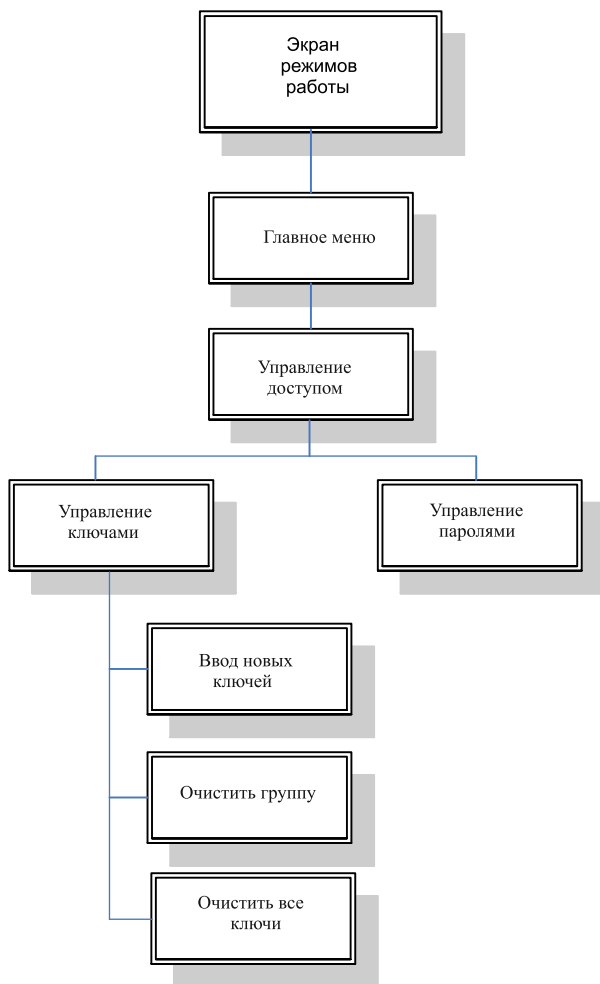 Экран
режимов
работы
Главное меню
Управление
доступом
Управление
ключами
Управление
паролями
Ввод новых
ключей
Очистить группу
Очистить все
ключи